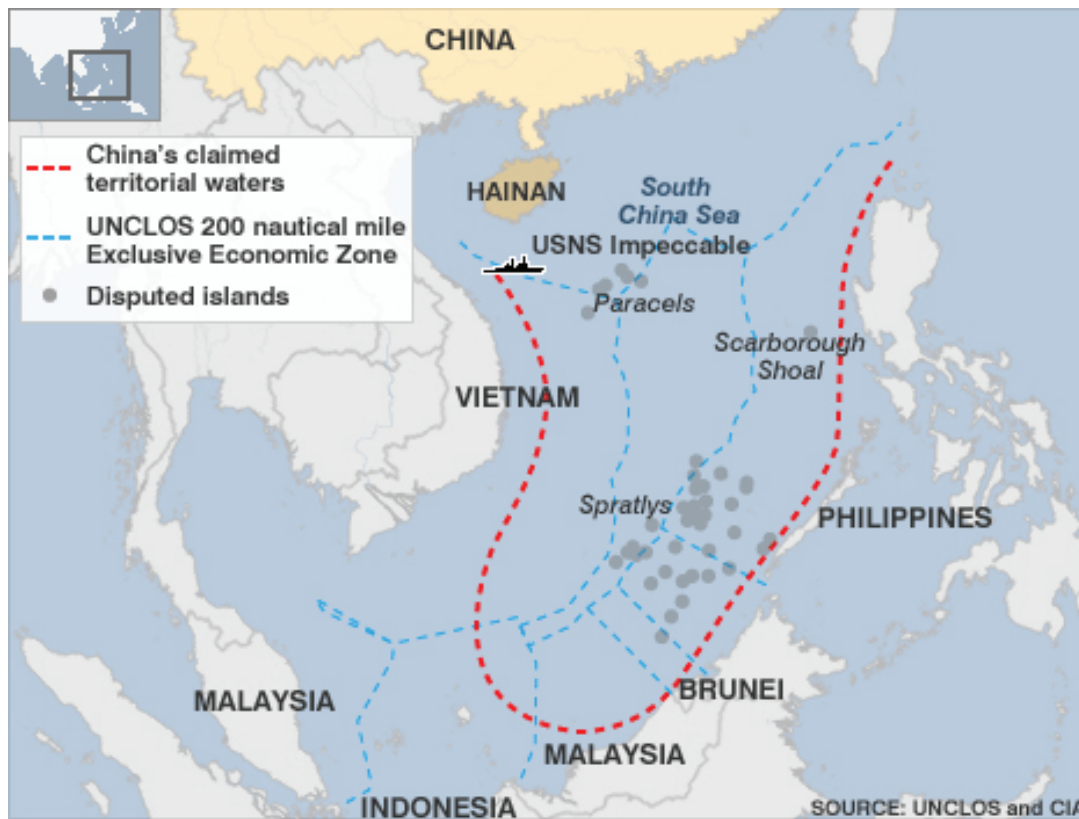 CHINA
China's claimed
territorial waters
UNCLOS 200 nautical mile
Exclusive Economic Zone
Disputed islands
HAINAN
South
China Sea
USNS Impeccable
Paracels
Scarborough
Shoal
VIETNAM
Spratlys
PHILIPPINES
MALAYSIA
BRUNEI
MALAYSIA
INDONESIA
SOURCE: UNCLOS and CIA